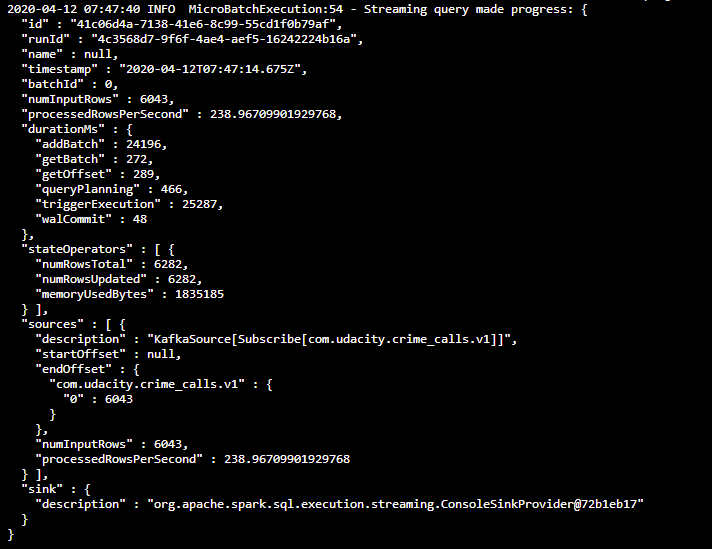 2020-04-12 07:47:40 INFO  MicroBatchExecution:54 - Streaming query made progress: {
  "id" : "41c06d4a-7138-41e6-8c99-55cd1f0b79af",
  "runId" : "4c3568d7-9f6f-4ae4-aef5-16242224b16a",
  "name" : null,
  "timestamp" : "2020-04-12T07:47:14.675Z",
  "batchId" : 0,
  "numInputRows" : 6043,
  "processedRowsPerSecond" : 238.96709901929768,
  "durationMs" : {
    "addBatch" : 24196,
    "getBatch" : 272,
    "getOffset" : 289,
    "queryPlanning" : 466,
    "triggerExecution" : 25287,
    "walCommit" : 48
  },
  "stateOperators" : [ {
    "numRowsTotal" : 6282,
    "numRowsUpdated" : 6282,
    "memoryUsedBytes" : 1835185
  } ],
  "sources" : [ {
    "description" : "KafkaSource[Subscribe[com.udacity.crime_calls.v1]]",
    "startOffset" : null,
    "endOffset" : {
      "com.udacity.crime_calls.v1" : {
        "0" : 6043
      }
    },
    "numInputRows" : 6043,
    "processedRowsPerSecond" : 238.96709901929768
  } ],
  "sink" : {
    "description" : "org.apache.spark.sql.execution.streaming.ConsoleSinkProvider@72b1eb17"
  }
}